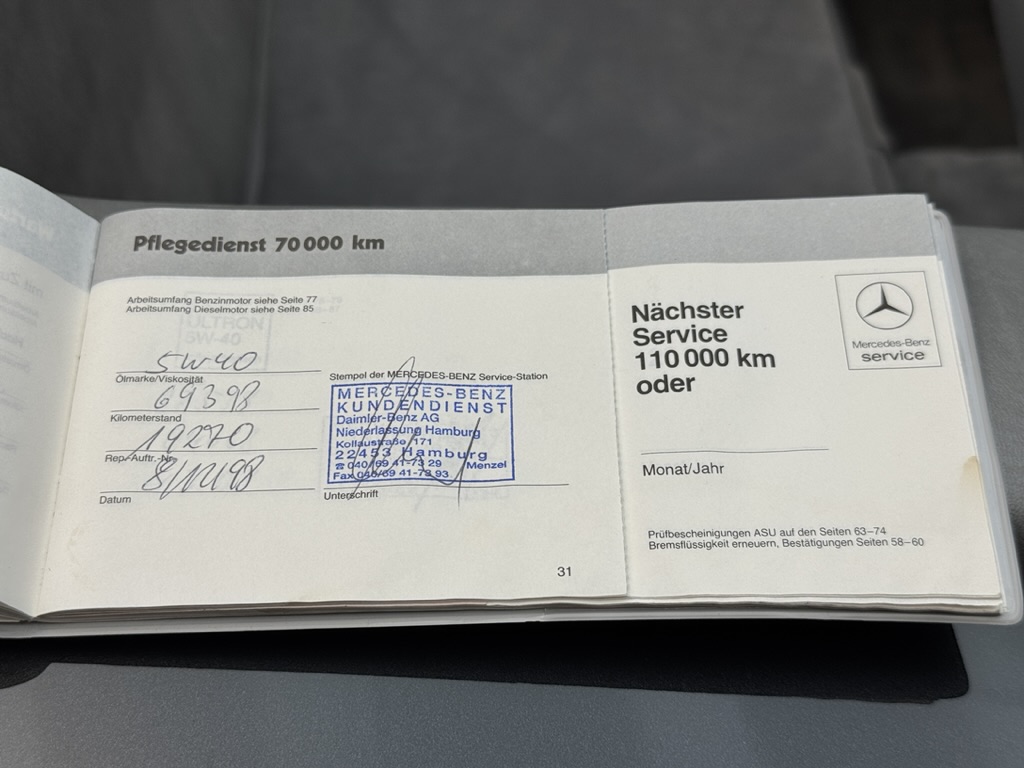 Pflegedienst 70 000 km
Arbeitsumfang Benzinmotor siehe Seite 77
Arbeitsumfang Dieselmotor siehe Seite 85
5W40
Ölmarke/Viskosität
69398
Kilometerstand
19270
Rep.-Auftr.-Nr.
Datum
Stempel der MERCEDES-BENZ Service-Station
MERCEDES-BENZ
KUNDENDIENST
Daimler-Benz AG
Niederlassung Hamburg
Kollaustraße 171
22453 Hamburg
☎ 040/69 41-73 29 Menzel
Fax 040/69 41-73 93
Unterschrift
31
Nächster
Service
110 000 km
oder
Mercedes-Benz
service
Monat/Jahr
Prüfbescheinigungen ASU auf den Seiten 63–74
Bremsflüssigkeit erneuern, Bestätigungen Seiten 58–60